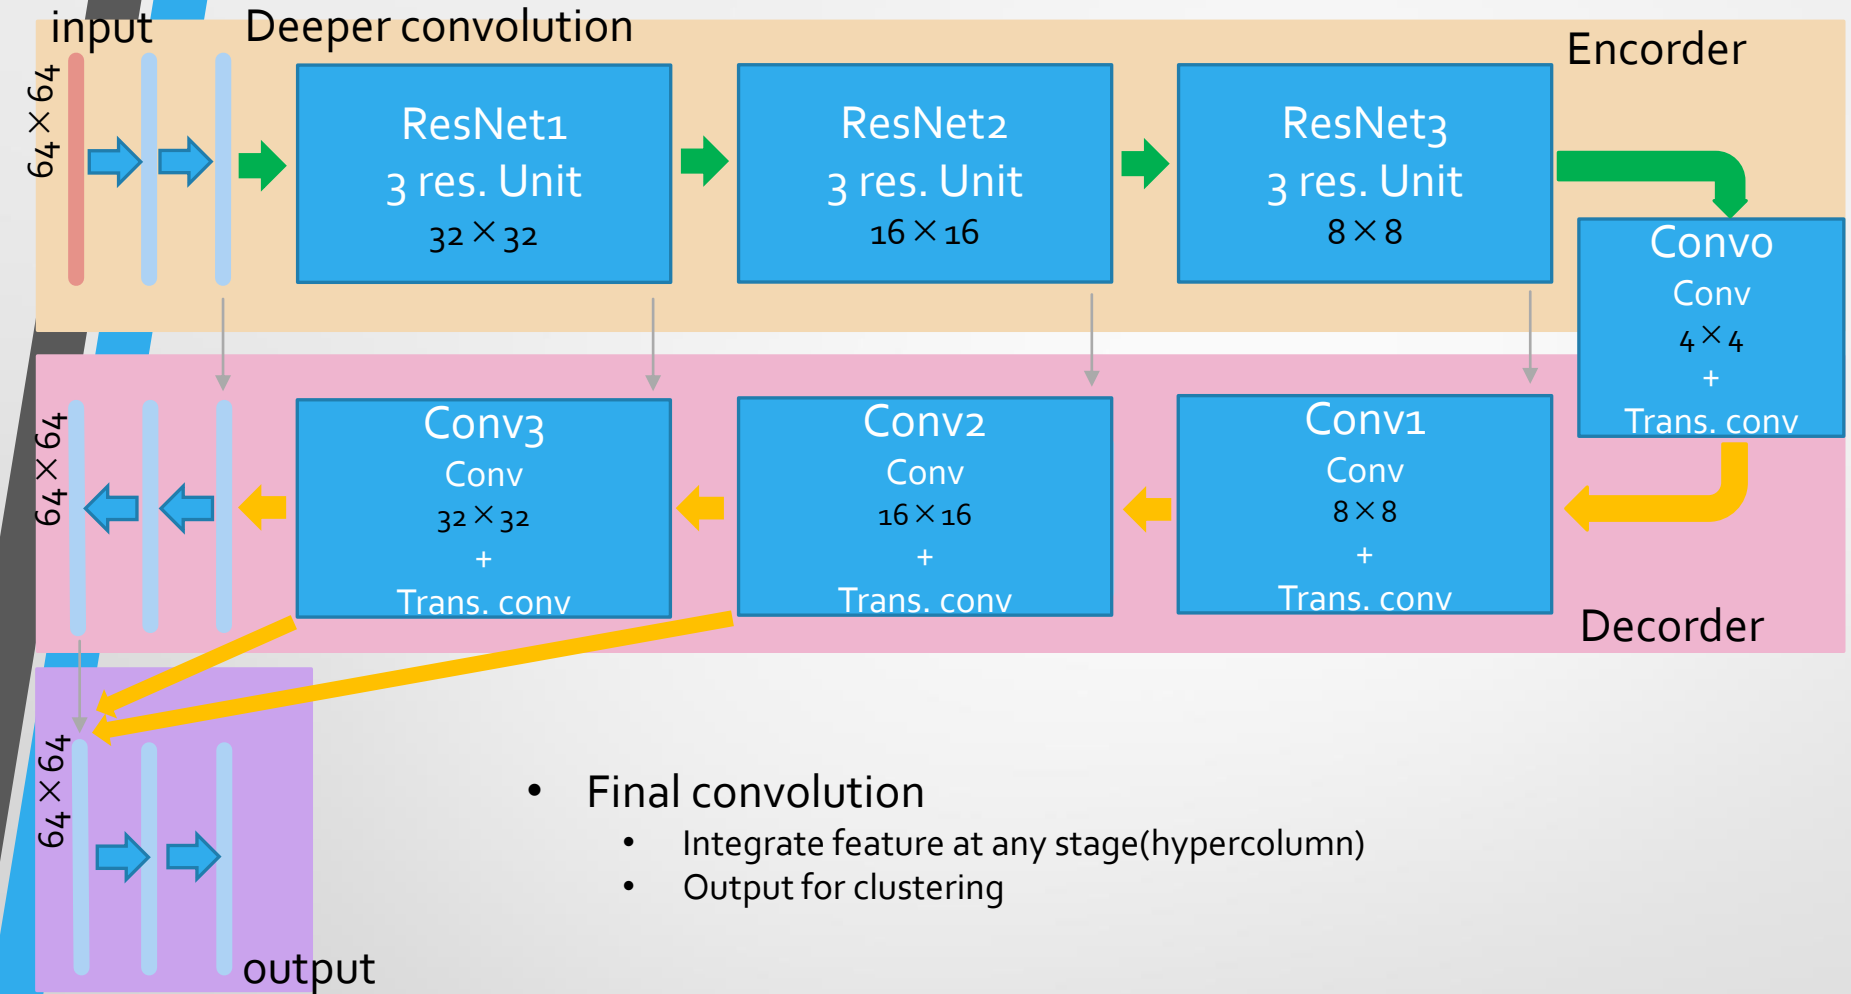 input
Deeper convolution
Encorder
64×64
ResNet1
3 res. Unit
32×32
ResNet2
3 res. Unit
16×16
ResNet3
3 res. Unit
8×8
Conv0
Conv
4×4
+
Trans. conv
64×64
Conv3
Conv
32×32
+
Trans. conv
Conv2
Conv
16×16
+
Trans. conv
Conv1
Conv
8×8
+
Trans. conv
Decorder
64×64
• Final convolution
• Integrate feature at any stage(hypercolumn)
• Output for clustering
output